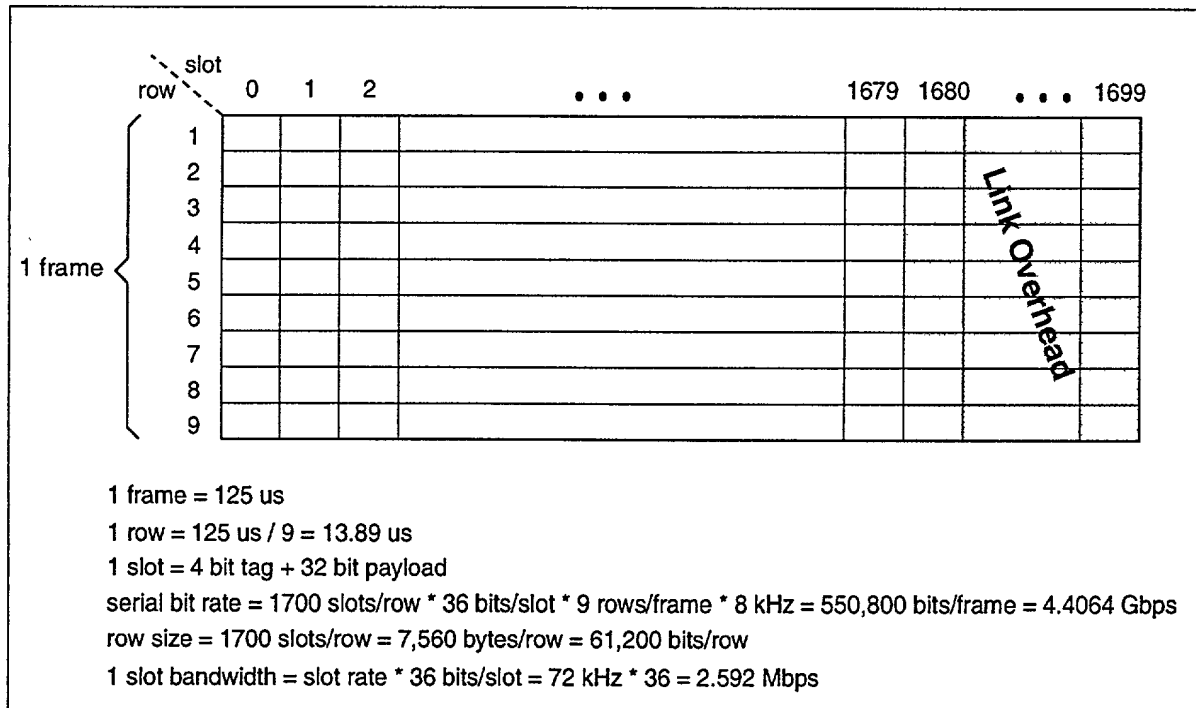 slot
row 0 1 2 • • • 1679 1680 • • • 1699
1
2
3
4
1 frame
5
6
7
8
9
Link Overhead
1 frame = 125 us
1 row = 125 us / 9 = 13.89 us
1 slot = 4 bit tag + 32 bit payload
serial bit rate = 1700 slots/row * 36 bits/slot * 9 rows/frame * 8 kHz = 550,800 bits/frame = 4.4064 Gbps
row size = 1700 slots/row = 7,560 bytes/row = 61,200 bits/row
1 slot bandwidth = slot rate * 36 bits/slot = 72 kHz * 36 = 2.592 Mbps